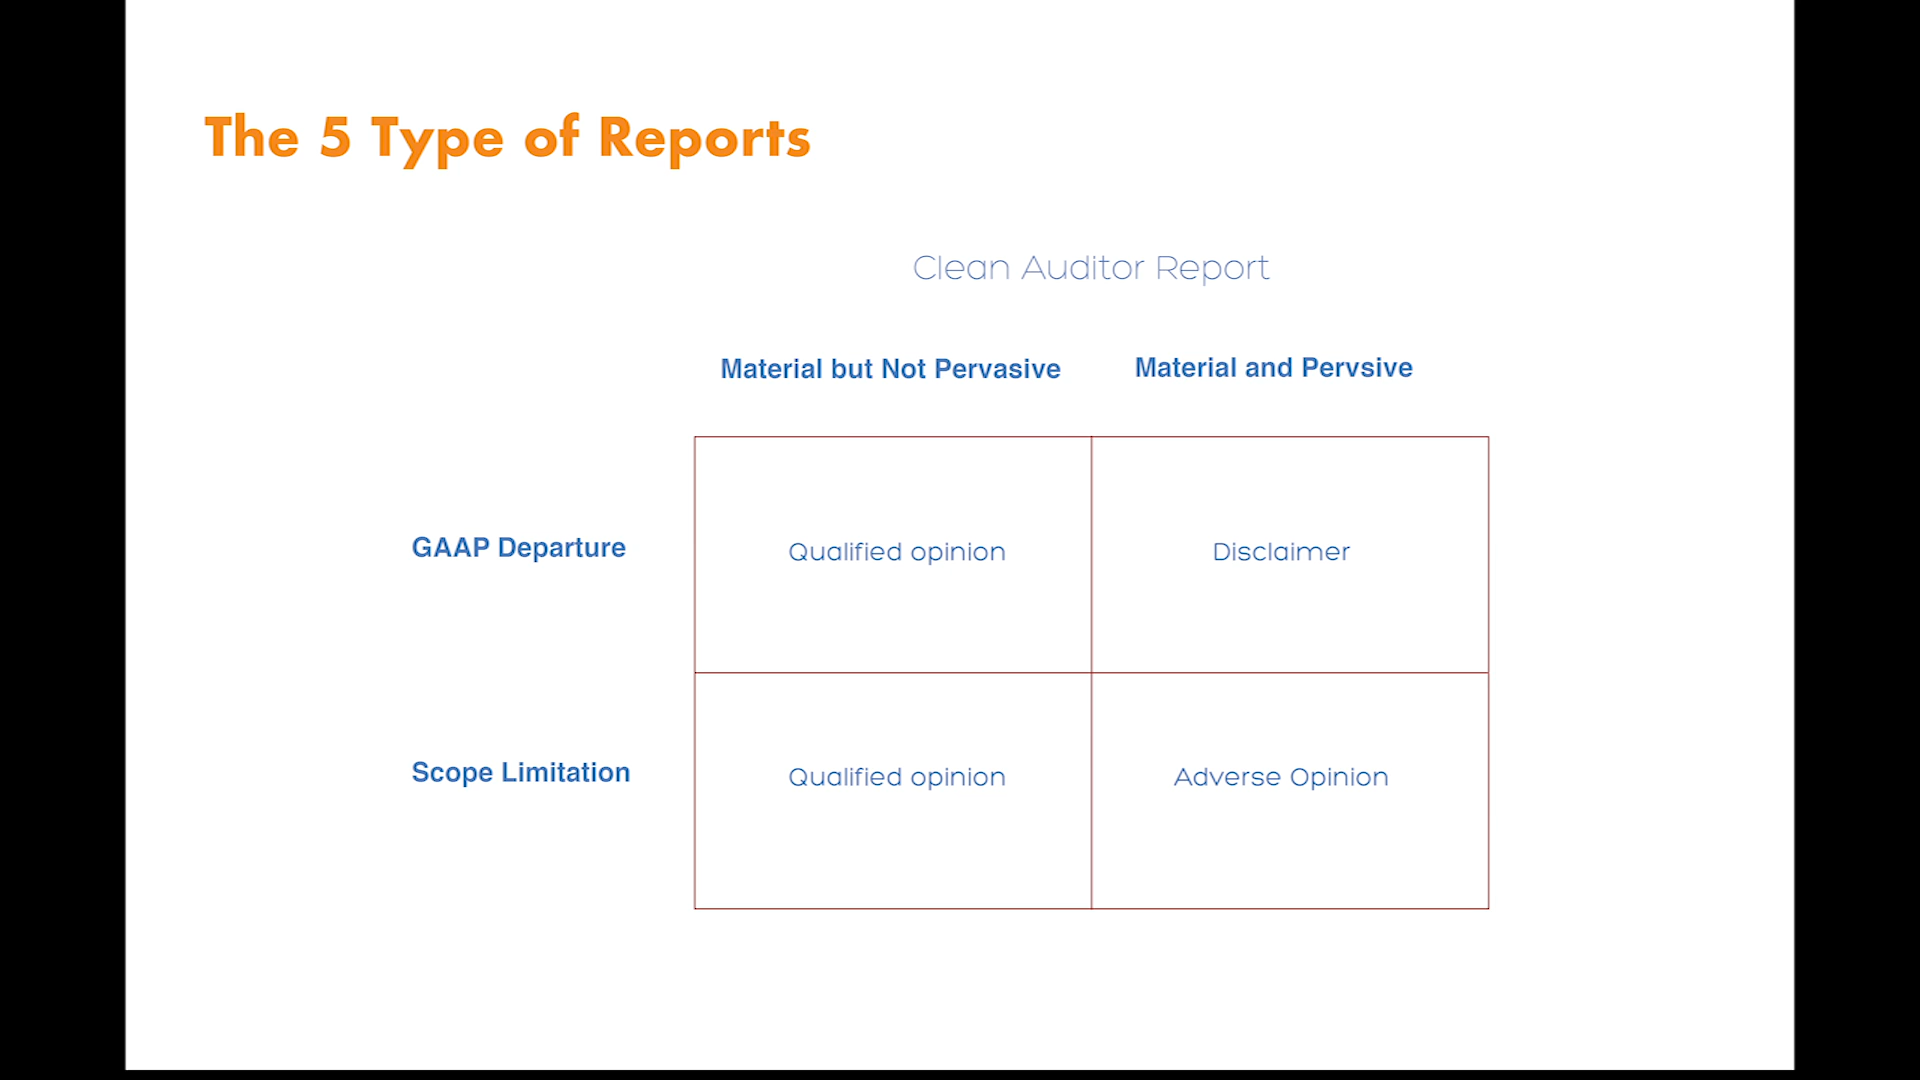 The 5 Type of Reports
Clean Auditor Report
Material but Not Pervasive
Material and Pervsive
GAAP Departure
Qualified opinion
Disclaimer
Scope Limitation
Qualified opinion
Adverse Opinion